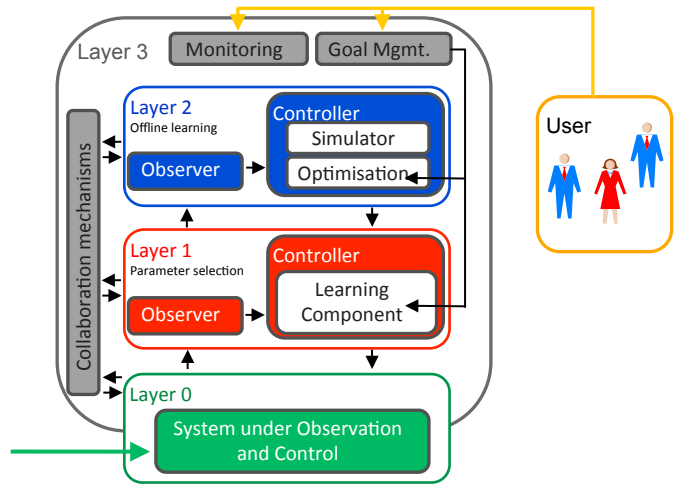 Layer 3
Monitoring
Goal Mgmt.
User
Layer 2
Offline learning
Observer
Controller
Simulator
Optimisation
Collaboration mechanisms
Layer 1
Parameter selection
Observer
Controller
Learning
Component
Layer 0
System under Observation
and Control